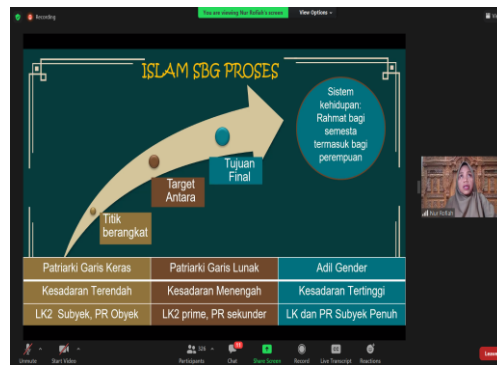 Recording
You are viewing Nur Rofiah's screen
View Options
ISLAM SBG PROSES
Sistem
kehidupan:
Rahmat bagi
semesta
termasuk bagi
perempuan
Tujuan
Final
Target
Antara
Titik
berangkat
Patriarki Garis Keras
Patriarki Garis Lunak
Adil Gender
Kesadaran Terendah
Kesadaran Menengah
Kesadaran Tertinggi
LK2 Subyek, PR Obyek
LK2 prime, PR sekunder
LK dan PR Subyek Penuh
Nur Rofiah
Unmute
Start Video
Participants
Chat
Share Screen
Record
Live Transcript
Reactions